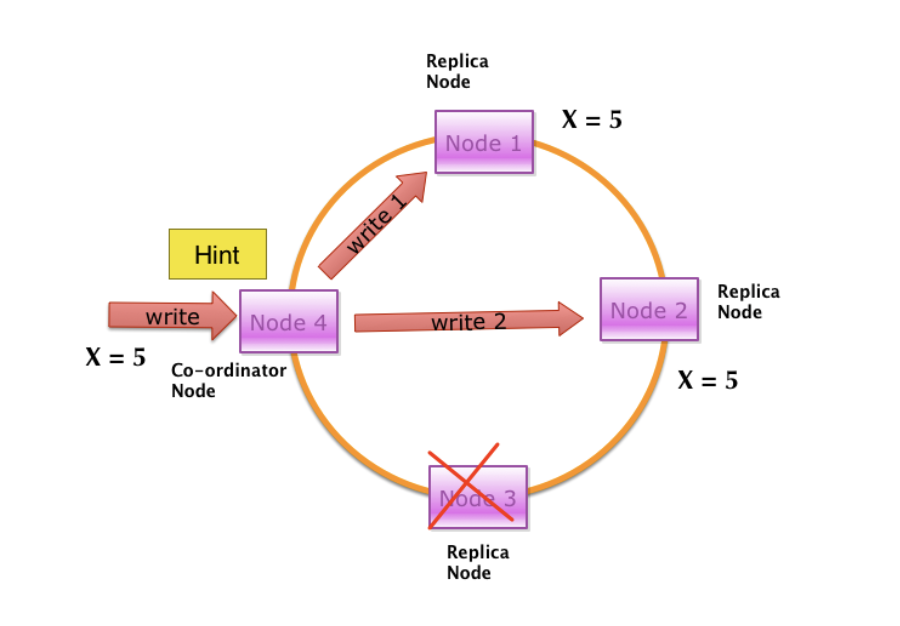 Replica
Node
Node 1
X = 5
write 1
Hint
write
Node 4
write 2
Node 2
Replica
Node
X = 5
Co-ordinator
Node
X = 5
Node 3
Replica
Node